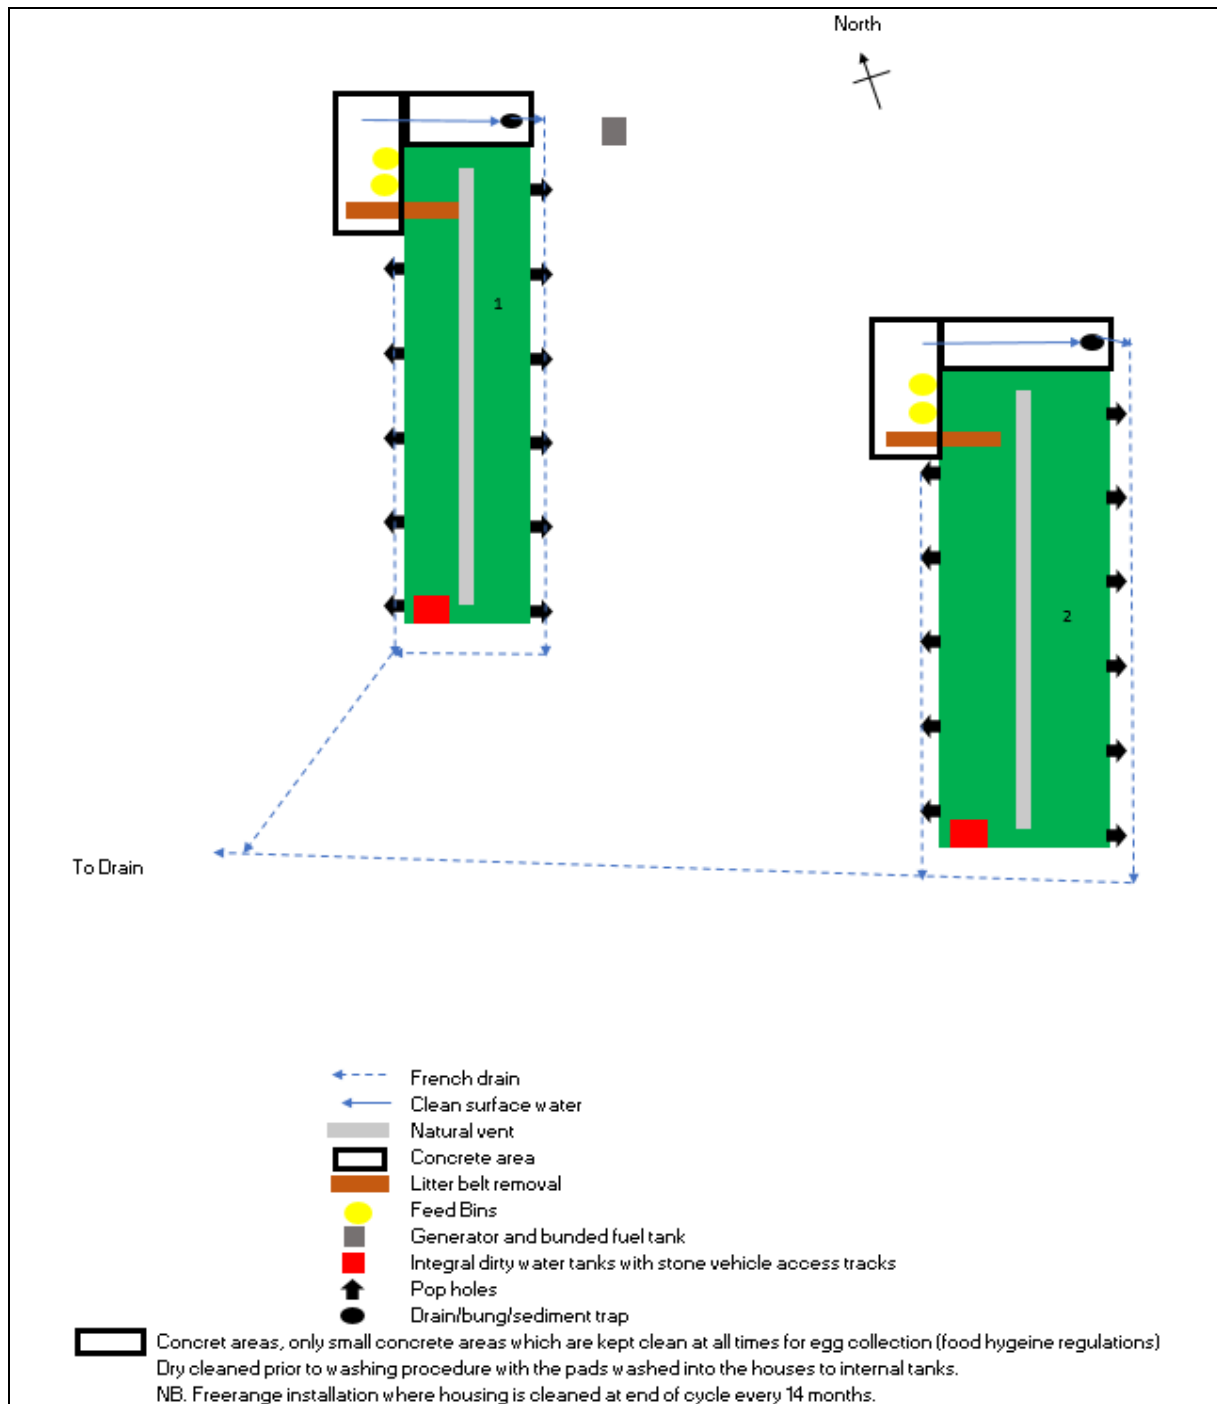 North
1
2
To Drain
French drain
Clean surface water
Natural vent
Concrete area
Litter belt removal
Feed Bins
Generator and bunded fuel tank
Integral dirty water tanks with stone vehicle access tracks
Pop holes
Drain/bung/sediment trap
Concret areas, only small concrete areas which are kept clean at all times for egg collection (food hygeine regulations)
Dry cleaned prior to washing procedure with the pads washed into the houses to internal tanks.
NB. Freerange installation where housing is cleaned at end of cycle every 14 months.